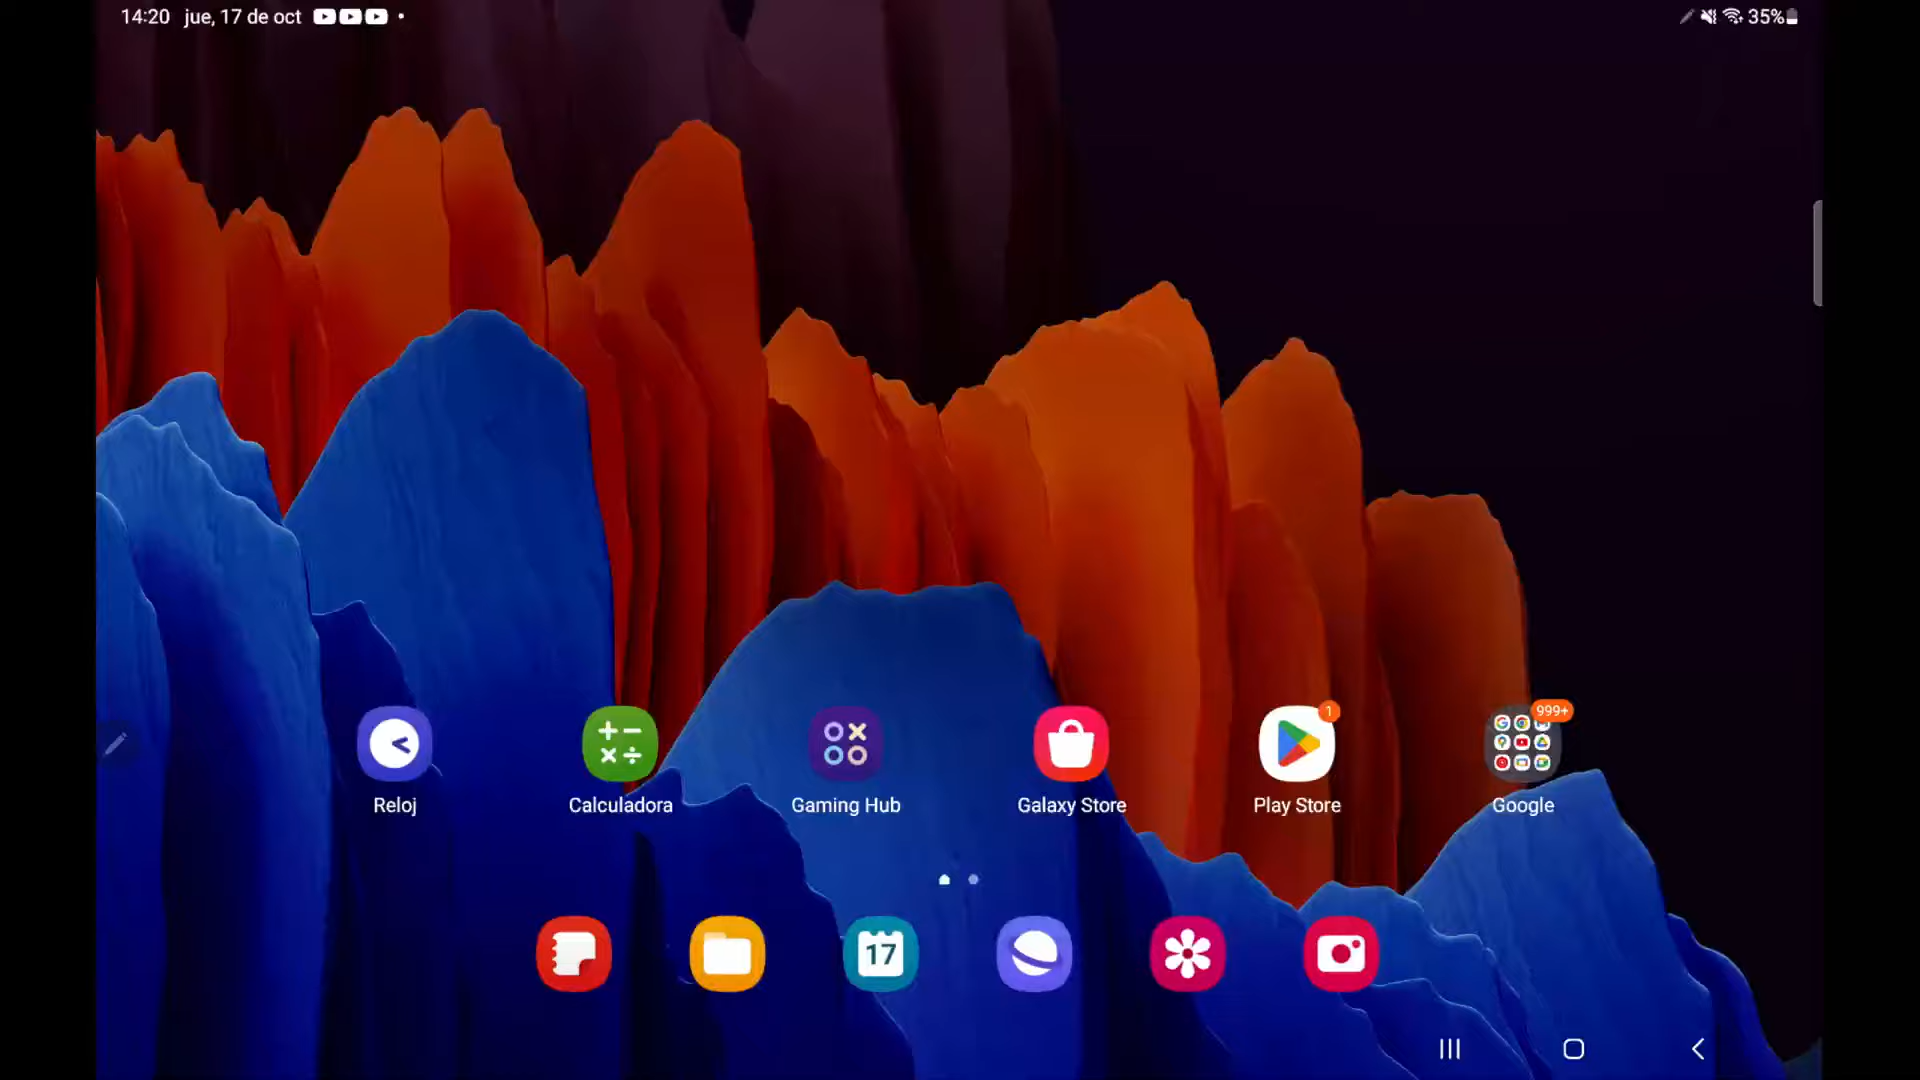 14:20 jue, 17 de oct
35%
1
999+
Reloj
Calculadora
Gaming Hub
Galaxy Store
Play Store
Google
17